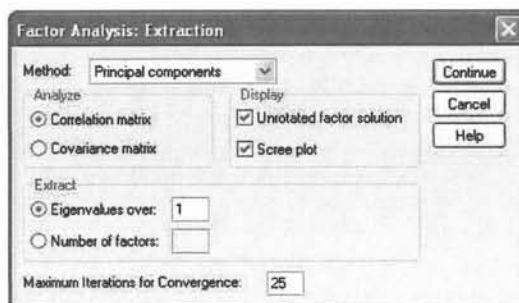 Factor Analysis: Extraction
Method: Principal components
Continue
Analyze
Display
Cancel
Correlation matrix
Unrotated factor solution
Help
Covariance matrix
Scree plot
Extract
Eigenvalues over: 1
Number of factors:
Maximum Iterations for Convergence: 25